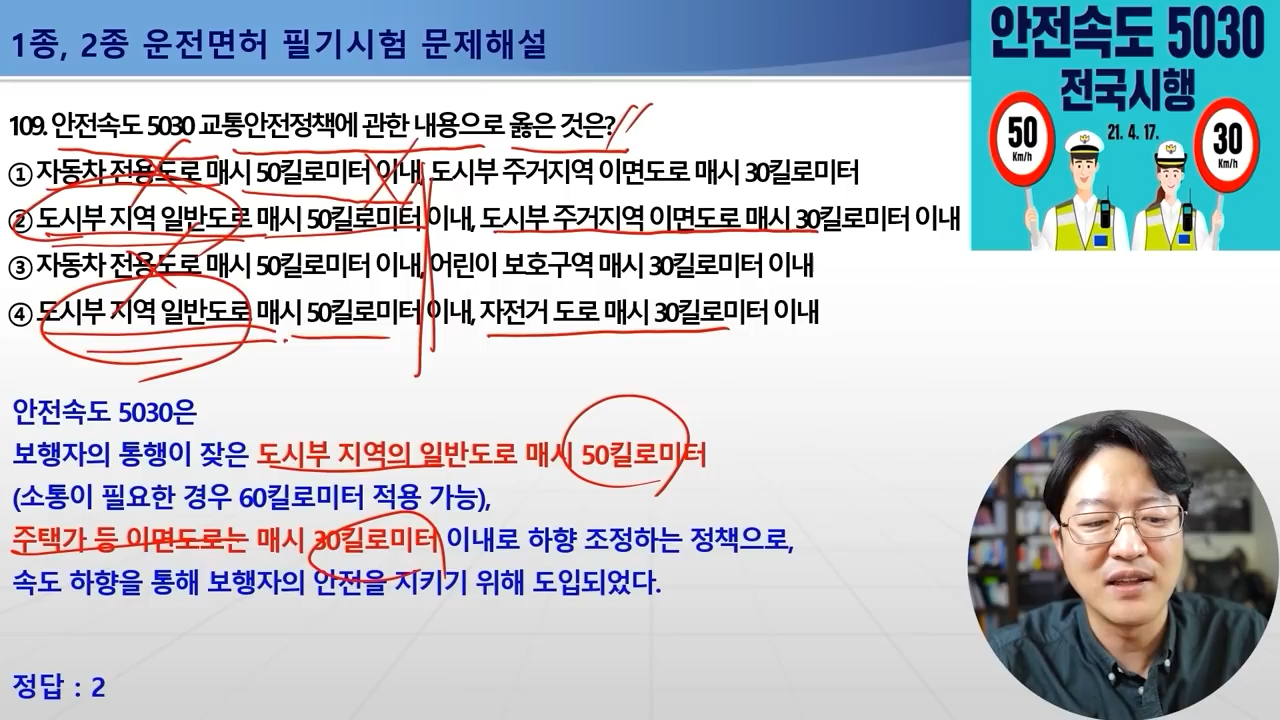 1종, 2종 운전면허 필기시험 문제해설
안전속도 5030
전국시행
21. 4. 17.
50
Km/h
30
Km/h
109. 안전속도 5030 교통안전정책에 관한 내용으로 옳은 것은?
① 자동차 전용도로 매시 50킬로미터 이내, 도시부 주거지역 이면도로 매시 30킬로미터
② 도시부 지역 일반도로 매시 50킬로미터 이내, 도시부 주거지역 이면도로 매시 30킬로미터 이내
③ 자동차 전용도로 매시 50킬로미터 이내, 어린이 보호구역 매시 30킬로미터 이내
④ 도시부 지역 일반도로 매시 50킬로미터 이내, 자전거 도로 매시 30킬로미터 이내
안전속도 5030은
보행자의 통행이 잦은 도시부 지역의 일반도로 매시 50킬로미터
(소통이 필요한 경우 60킬로미터 적용 가능),
주택가 등 이면도로는 매시 30킬로미터 이내로 하향 조정하는 정책으로,
속도 하향을 통해 보행자의 안전을 지키기 위해 도입되었다.
정답 : 2